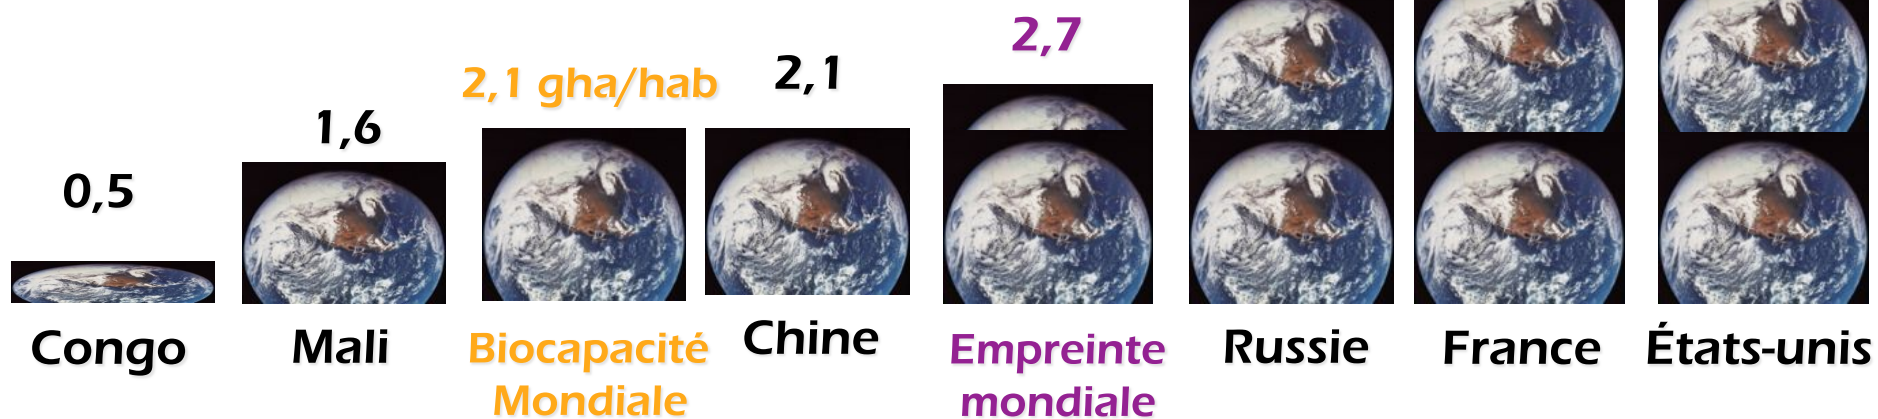 0,5
Congo
1,6
Mali
2,1 gha/hab
Biocapacité
Mondiale
2,1
Chine
2,7
Empreinte
mondiale
Russie
France
États-unis